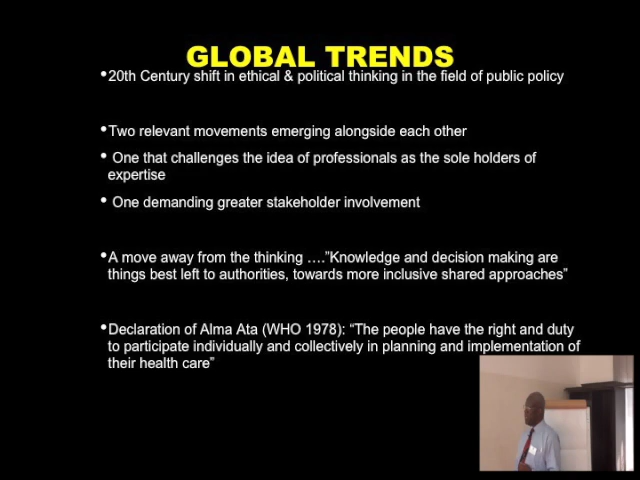 GLOBAL TRENDS
•20th Century shift in ethical & political thinking in the field of public policy
•Two relevant movements emerging alongside each other
• One that challenges the idea of professionals as the sole holders of
expertise
• One demanding greater stakeholder involvement
•A move away from the thinking ….”Knowledge and decision making are
things best left to authorities, towards more inclusive shared approaches”
•Declaration of Alma Ata (WHO 1978): “The people have the right and duty
to participate individually and collectively in planning and implementation of
their health care”